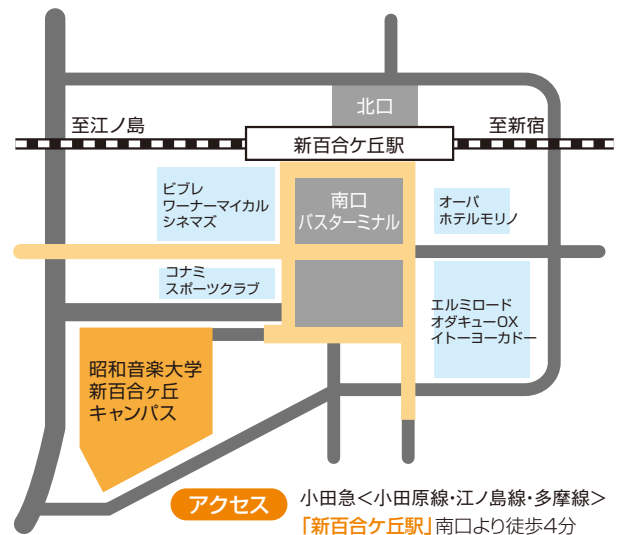 北口
至江ノ島
新百合ケ丘駅
至新宿
ビブレ
ワーナーマイカル
シネマズ
南口
バスターミナル
オーパ
ホテルモリノ
コナミ
スポーツクラブ
エルミロード
オダキューOX
イトーヨーカドー
昭和音楽大学
新百合ヶ丘
キャンパス
アクセス
小田急<小田原線・江ノ島線・多摩線>
「新百合ケ丘駅」南口より徒歩4分